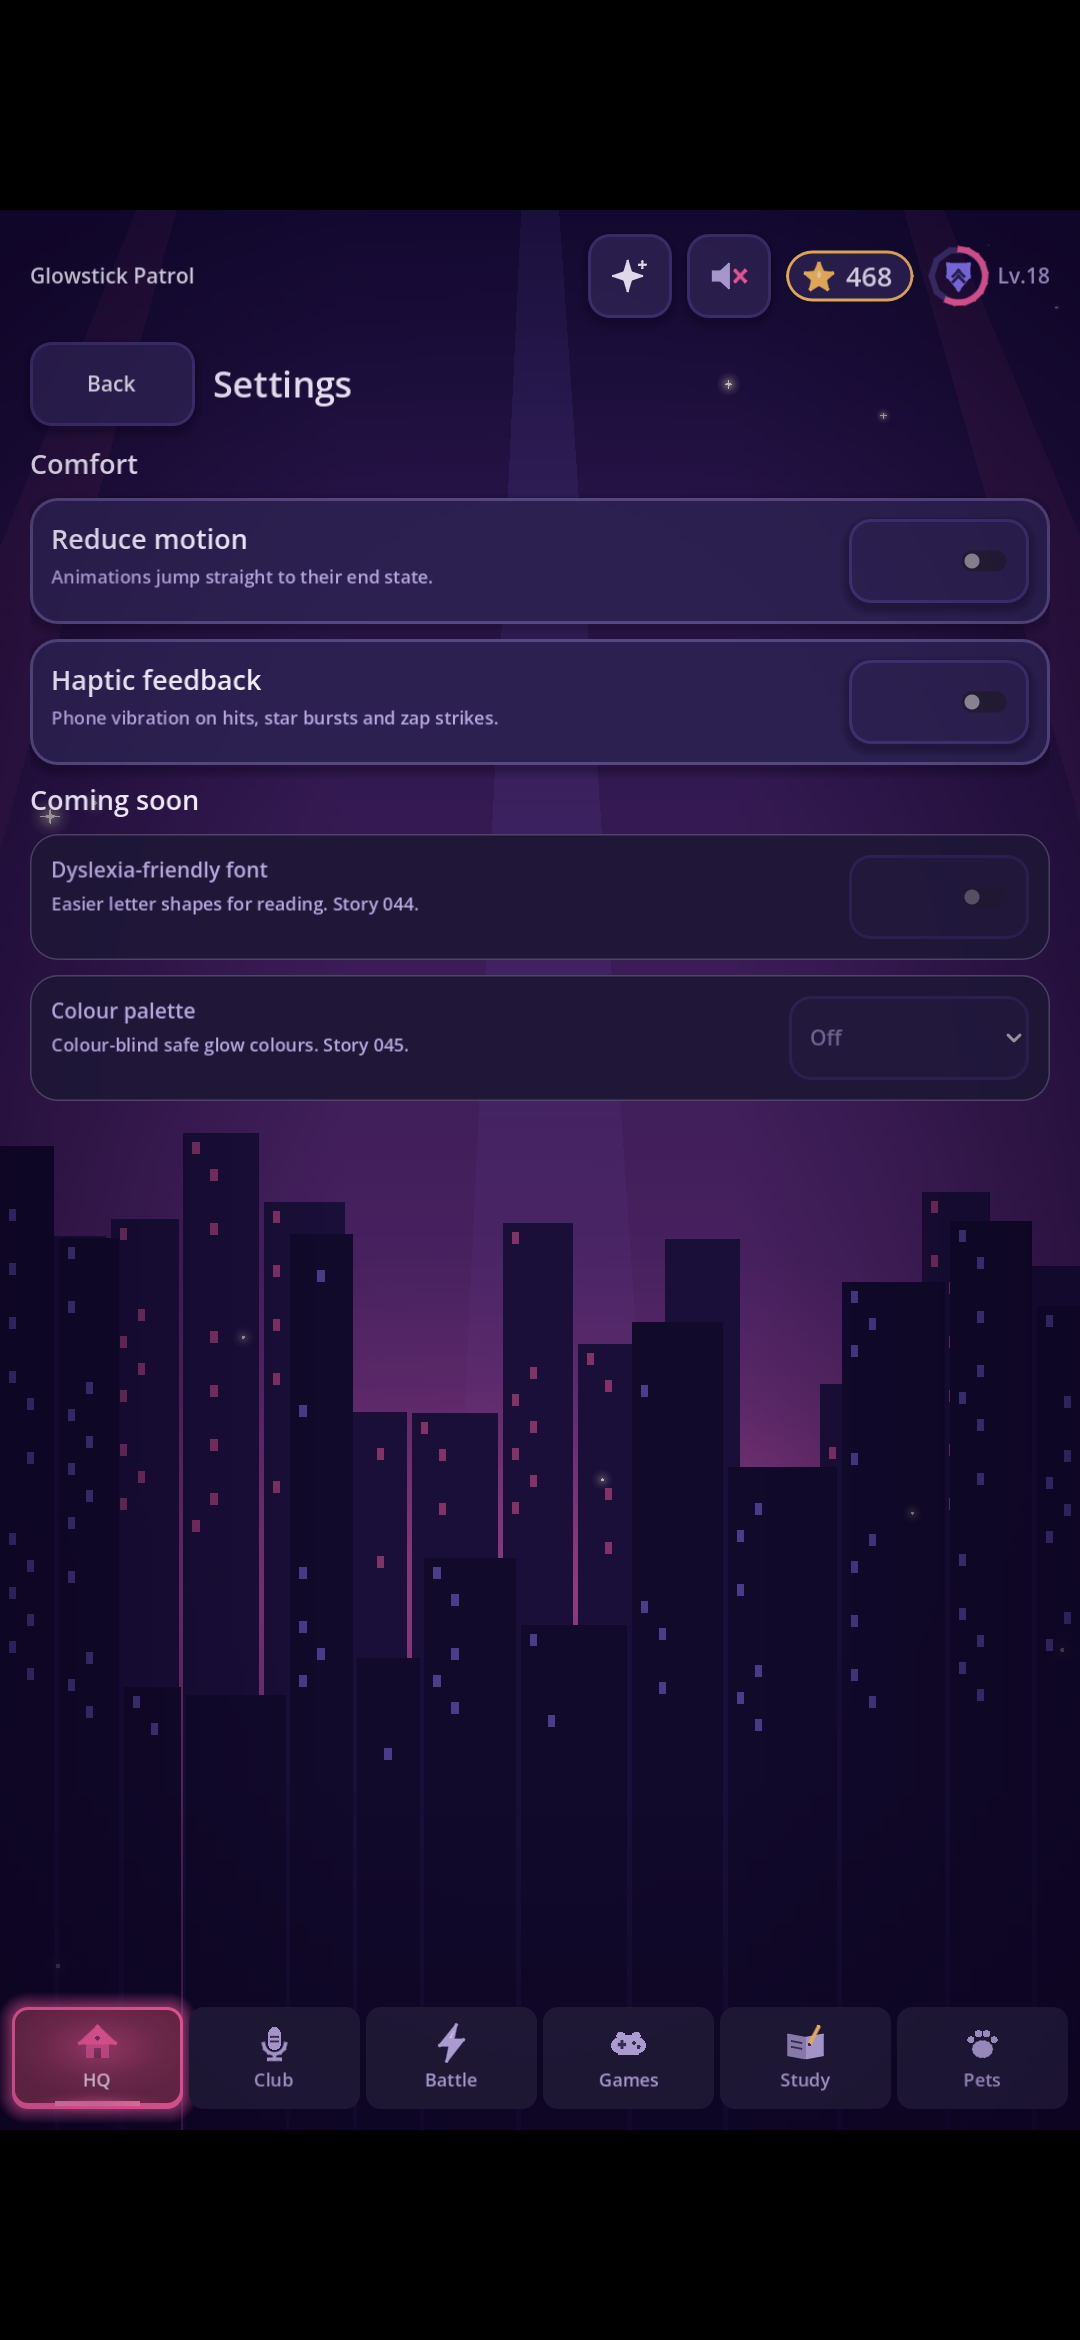 Glowstick Patrol
468
Lv.18
Back
Settings
Comfort
Reduce motion
Animations jump straight to their end state.
Haptic feedback
Phone vibration on hits, star bursts and zap strikes.
Coming soon
Dyslexia-friendly font
Easier letter shapes for reading. Story 044.
Colour palette
Colour-blind safe glow colours. Story 045.
Off
HQ
Club
Battle
Games
Study
Pets